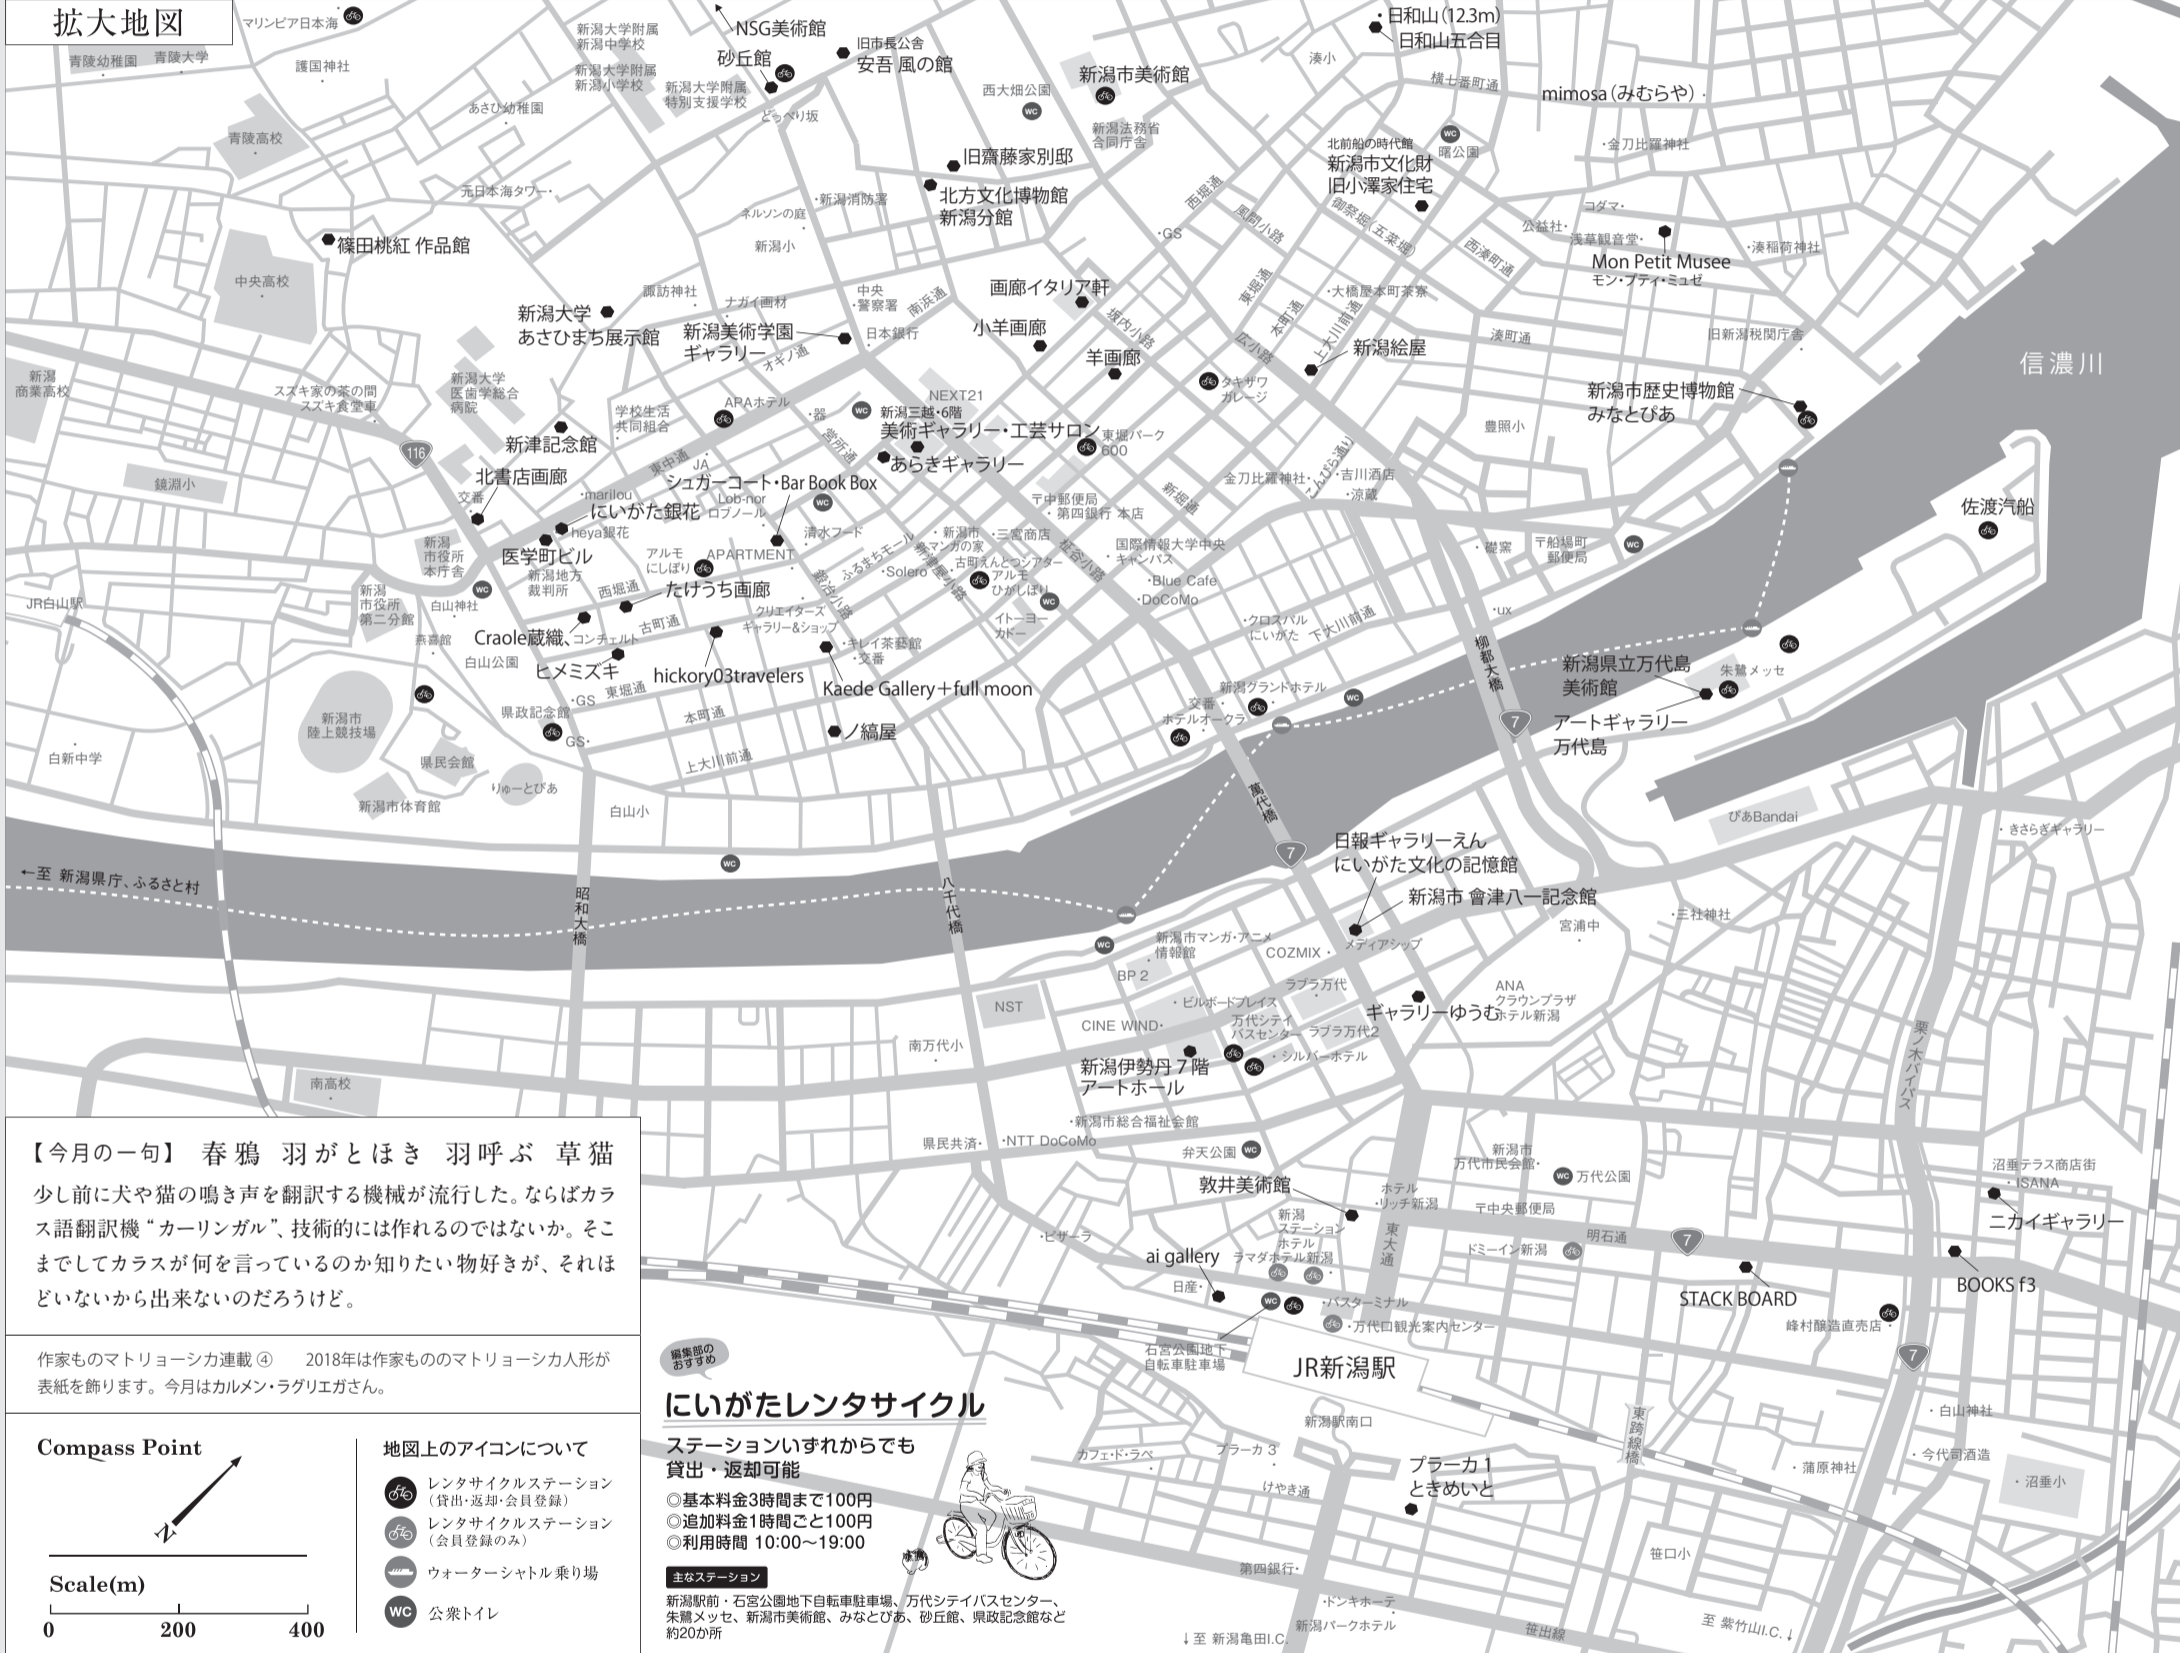 拡大地図
マリンピア日本海
青陵幼稚園
青陵大学
護国神社
新潟大学附属
新潟中学校
新潟大学附属
新潟小学校
新潟大学附属
特別支援学校
NSG美術館
砂丘館
旧市長公舎
安吾 風の館
どっぺり坂
あさひ幼稚園
青陵高校
元日本海タワー
西大畑公園
WC
新潟市美術館
新潟法務省
合同庁舎
・日和山(12.3m)
日和山五合目
湊小
横七番町通
mimosa(みむらや)
・金刀比羅神社
WC
曙公園
北前船の時代館
新潟市文化財
旧小澤家住宅
旧齋藤家別邸
北方文化博物館
新潟分館
・新潟消防署
ネルソンの庭
新潟小
西堀通
風間小路
御祭堀(五菜堀)
・GS
西湊町通
公益社・
コダマ・
浅草観音堂・
・湊稲荷神社
Mon Petit Musee
モン・プティ・ミュゼ
篠田桃紅 作品館
中央高校
諏訪神社
ナガイ画材
中央
・警察署
南浜通
画廊イタリア軒
東堀通
本町通
上大川前通
・大橋屋本町茶寮
新潟大学
あさひまち展示館
新潟美術学園
ギャラリー
日本銀行
オギノ通
小羊画廊
坂内小路
羊画廊
広小路
新潟絵屋
湊町通
旧新潟税関庁舎
信濃川
新潟
商業高校
スズキ家の茶の間
スズキ食堂車
新潟大学
医歯学総合
病院
学校生活
共同組合
APAホテル
・器
WC
NEXT21
新潟三越・6階
美術ギャラリー・工芸サロン
あらきギャラリー
営所通
タキザワ
ガレージ
東堀パーク
600
新潟市歴史博物館
みなとぴあ
豊照小
116
新津記念館
北書店画廊
鏡淵小
交番
東中通
JA
シュガーコート・Bar Book Box
・marilou
にいがた銀花
Lob-nor
ロブノール
WC
heya銀花
医学町ビル
清水フード
金刀比羅神社・
こんぴら通り
・吉川酒店
・涼蔵
新堀通
〒中郵便局
・第四銀行 本店
佐渡汽船
新潟
市役所
本庁舎
新潟地方
裁判所
アルモ
にしぼり
APARTMENT
ふるまちモール
・新潟市
マンガの家
・三宮商店
古町えんとつシアター
・Solero
アルモ
ひがしぼり
新津屋小路
鍛冶小路
柾谷小路
国際情報大学中央
キャンパス
・礎窯
〒船場町
郵便局
WC
・Blue Cafe
・DoCoMo
JR白山駅
新潟
市役所
第二分館
WC
白山神社
燕喜館
白山公園
西堀通
たけうち画廊
Craole蔵織、
コンチェルト
古町通
クリエイターズ
ギャラリー&ショップ
ヒメミズキ
hickory03travelers
・キレイ茶藝館
・交番
Kaede Gallery+full moon
イトーヨー
カドー
WC
・クロスパル
にいがた
下大川前通
・ux
柳都大橋
新潟県立万代島
美術館
朱鷺メッセ
アートギャラリー
万代島
7
新潟市
陸上競技場
県政記念館
・GS
東堀通
GS・
本町通
ノ縞屋
上大川前通
交番・
新潟グランドホテル
ホテルオークラ
WC
白新中学
県民会館
新潟市体育館
りゅーとぴあ
白山小
WC
萬代橋
7
ぴあBandai
・きさらぎギャラリー
←至 新潟県庁、ふるさと村
昭和大橋
八千代橋
日報ギャラリーえん
にいがた文化の記憶館
新潟市 會津八一記念館
メディアシップ
・三社神社
宮浦中
WC
新潟市マンガ・アニメ
・情報館
BP 2
COZMIX・
ラブラ万代
NST
・ビルボードプレイス
CINE WIND・
万代シテイ
バスセンター
ラブラ万代2
ギャラリーゆうむ
ANA
クラウンプラザ
ホテル新潟
・シルバーホテル
南万代小
新潟伊勢丹７階
アートホール
栗ノ木バイパス
南高校
・新潟市総合福祉会館
県民共済・
・NTT DoCoMo
弁天公園
WC
敦井美術館
ホテル
・リッチ新潟
新潟市
万代市民会館・
WC
万代公園
〒中央郵便局
沼垂テラス商店街
・ISANA
ニカイギャラリー
・ピザーラ
新潟
ステーション
ホテル
ラマダホテル新潟
東大通
ドミーイン新潟
明石通
7
ai gallery
日産・
WC
・バスターミナル
・万代口観光案内センター
STACK BOARD
BOOKS f3
峰村醸造直売店
7
石宮公園地下
自転車駐車場
JR新潟駅
新潟駅南口
カフェ・ド・ラペ
プラーカ 3
けやき通
プラーカ 1
ときめいと
東跨線橋
・白山神社
・今代司酒造
・蒲原神社
・沼垂小
笹口小
第四銀行・
・ドンキホーテ
新潟パークホテル
↓至 新潟亀田I.C.
笹出線
至 紫竹山I.C.↓
【今月の一句】 春鴉 羽がとほき 羽呼ぶ 草猫
少し前に犬や猫の鳴き声を翻訳する機械が流行した。ならばカラ
ス語翻訳機“カーリンガル”、技術的には作れるのではないか。そこ
までしてカラスが何を言っているのか知りたい物好きが、それほ
どいないから出来ないのだろうけど。
作家ものマトリョーシカ連載④　2018年は作家もののマトリョーシカ人形が
表紙を飾ります。今月はカルメン・ラグリエガさん。
Compass Point
N
Scale(m)
0 200 400
地図上のアイコンについて
レンタサイクルステーション
(貸出・返却・会員登録)
レンタサイクルステーション
(会員登録のみ)
ウォーターシャトル乗り場
WC
公衆トイレ
編集部の
おすすめ
にいがたレンタサイクル
ステーションいずれからでも
貸出・返却可能
◎基本料金3時間まで100円
◎追加料金1時間ごと100円
◎利用時間 10:00〜19:00
主なステーション
新潟駅前・石宮公園地下自転車駐車場、万代シテイバスセンター、
朱鷺メッセ、新潟市美術館、みなとぴあ、砂丘館、県政記念館など
約20か所